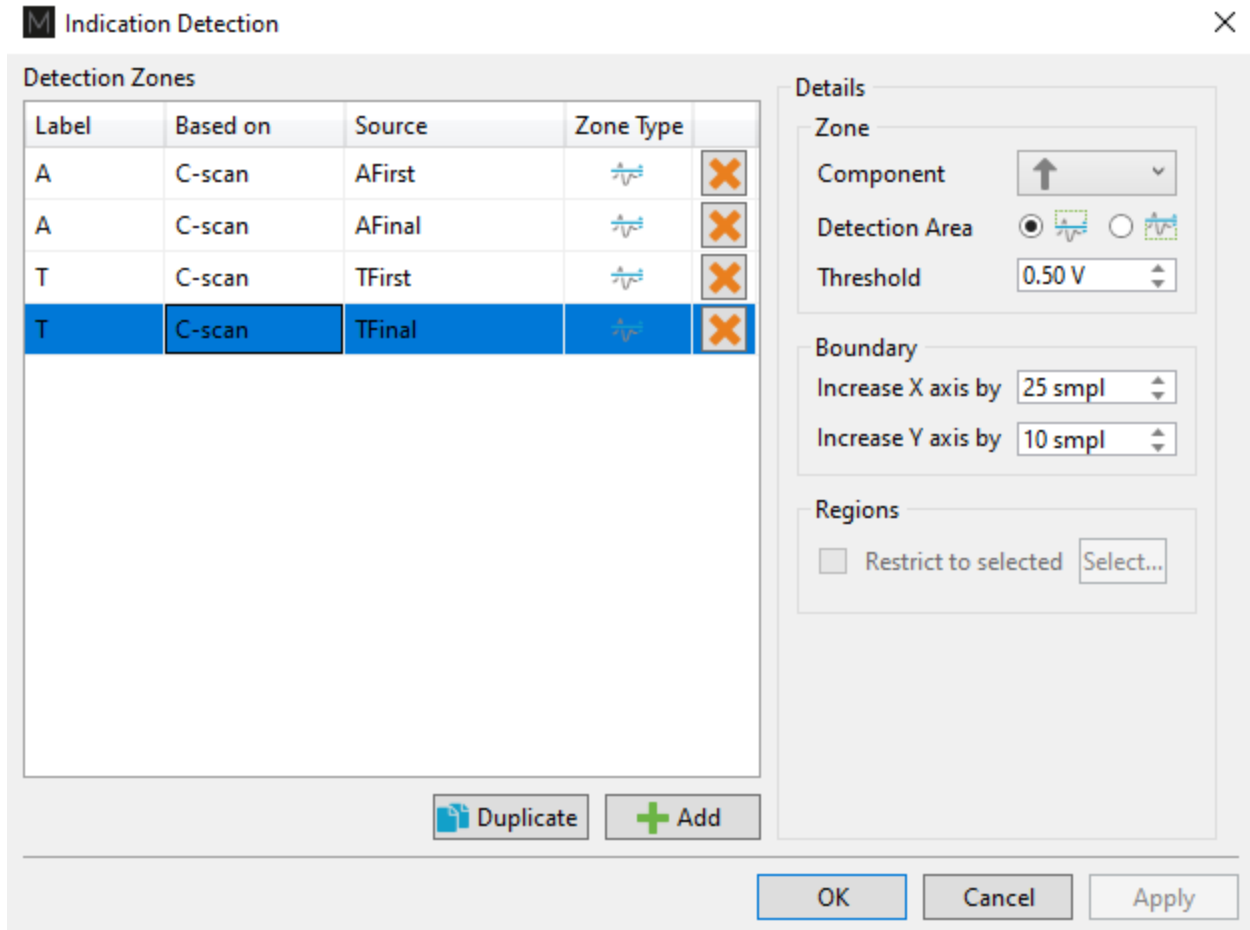 M Indication Detection
Detection Zones
Label Based on Source Zone Type
A C-scan AFirst
A C-scan AFinal
T C-scan TFirst
T C-scan TFinal
Duplicate Add
Details
Zone
Component
Detection Area
Threshold 0.50 V
Boundary
Increase X axis by 25 smpl
Increase Y axis by 10 smpl
Regions
Restrict to selected Select...
OK Cancel Apply